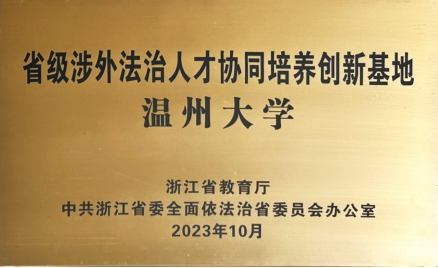 省级涉外法治人才协同培养创新基地
温州大学
浙江省教育厅
中共浙江省委全面依法治省委员会办公室
2023年10月